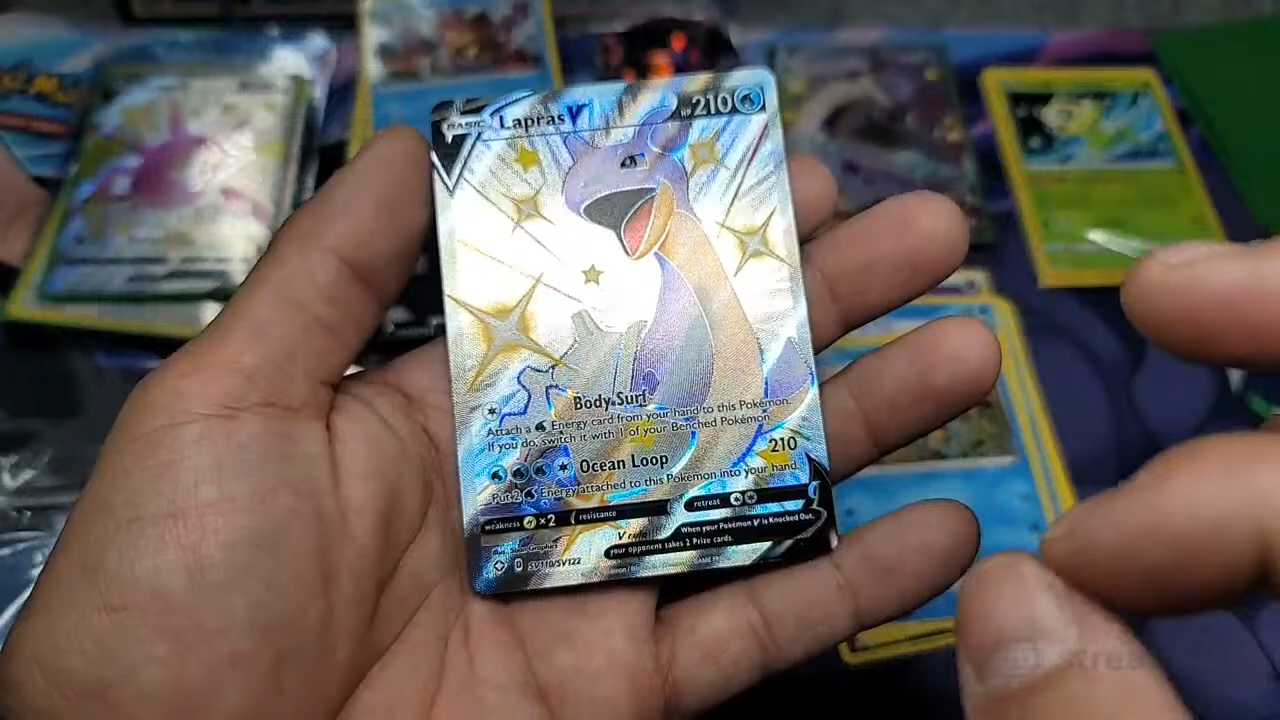 BASIC Lapras V HP 210
Body Surf
Attach a Energy card from your hand to this Pokémon.
If you do, switch it with 1 of your Benched Pokémon.
Ocean Loop 210
Put 2 Energy attached to this Pokémon into your hand.
weakness ×2 resistance retreat
V rule When your Pokémon V is Knocked Out,
your opponent takes 2 Prize cards.
D SV110/SV122